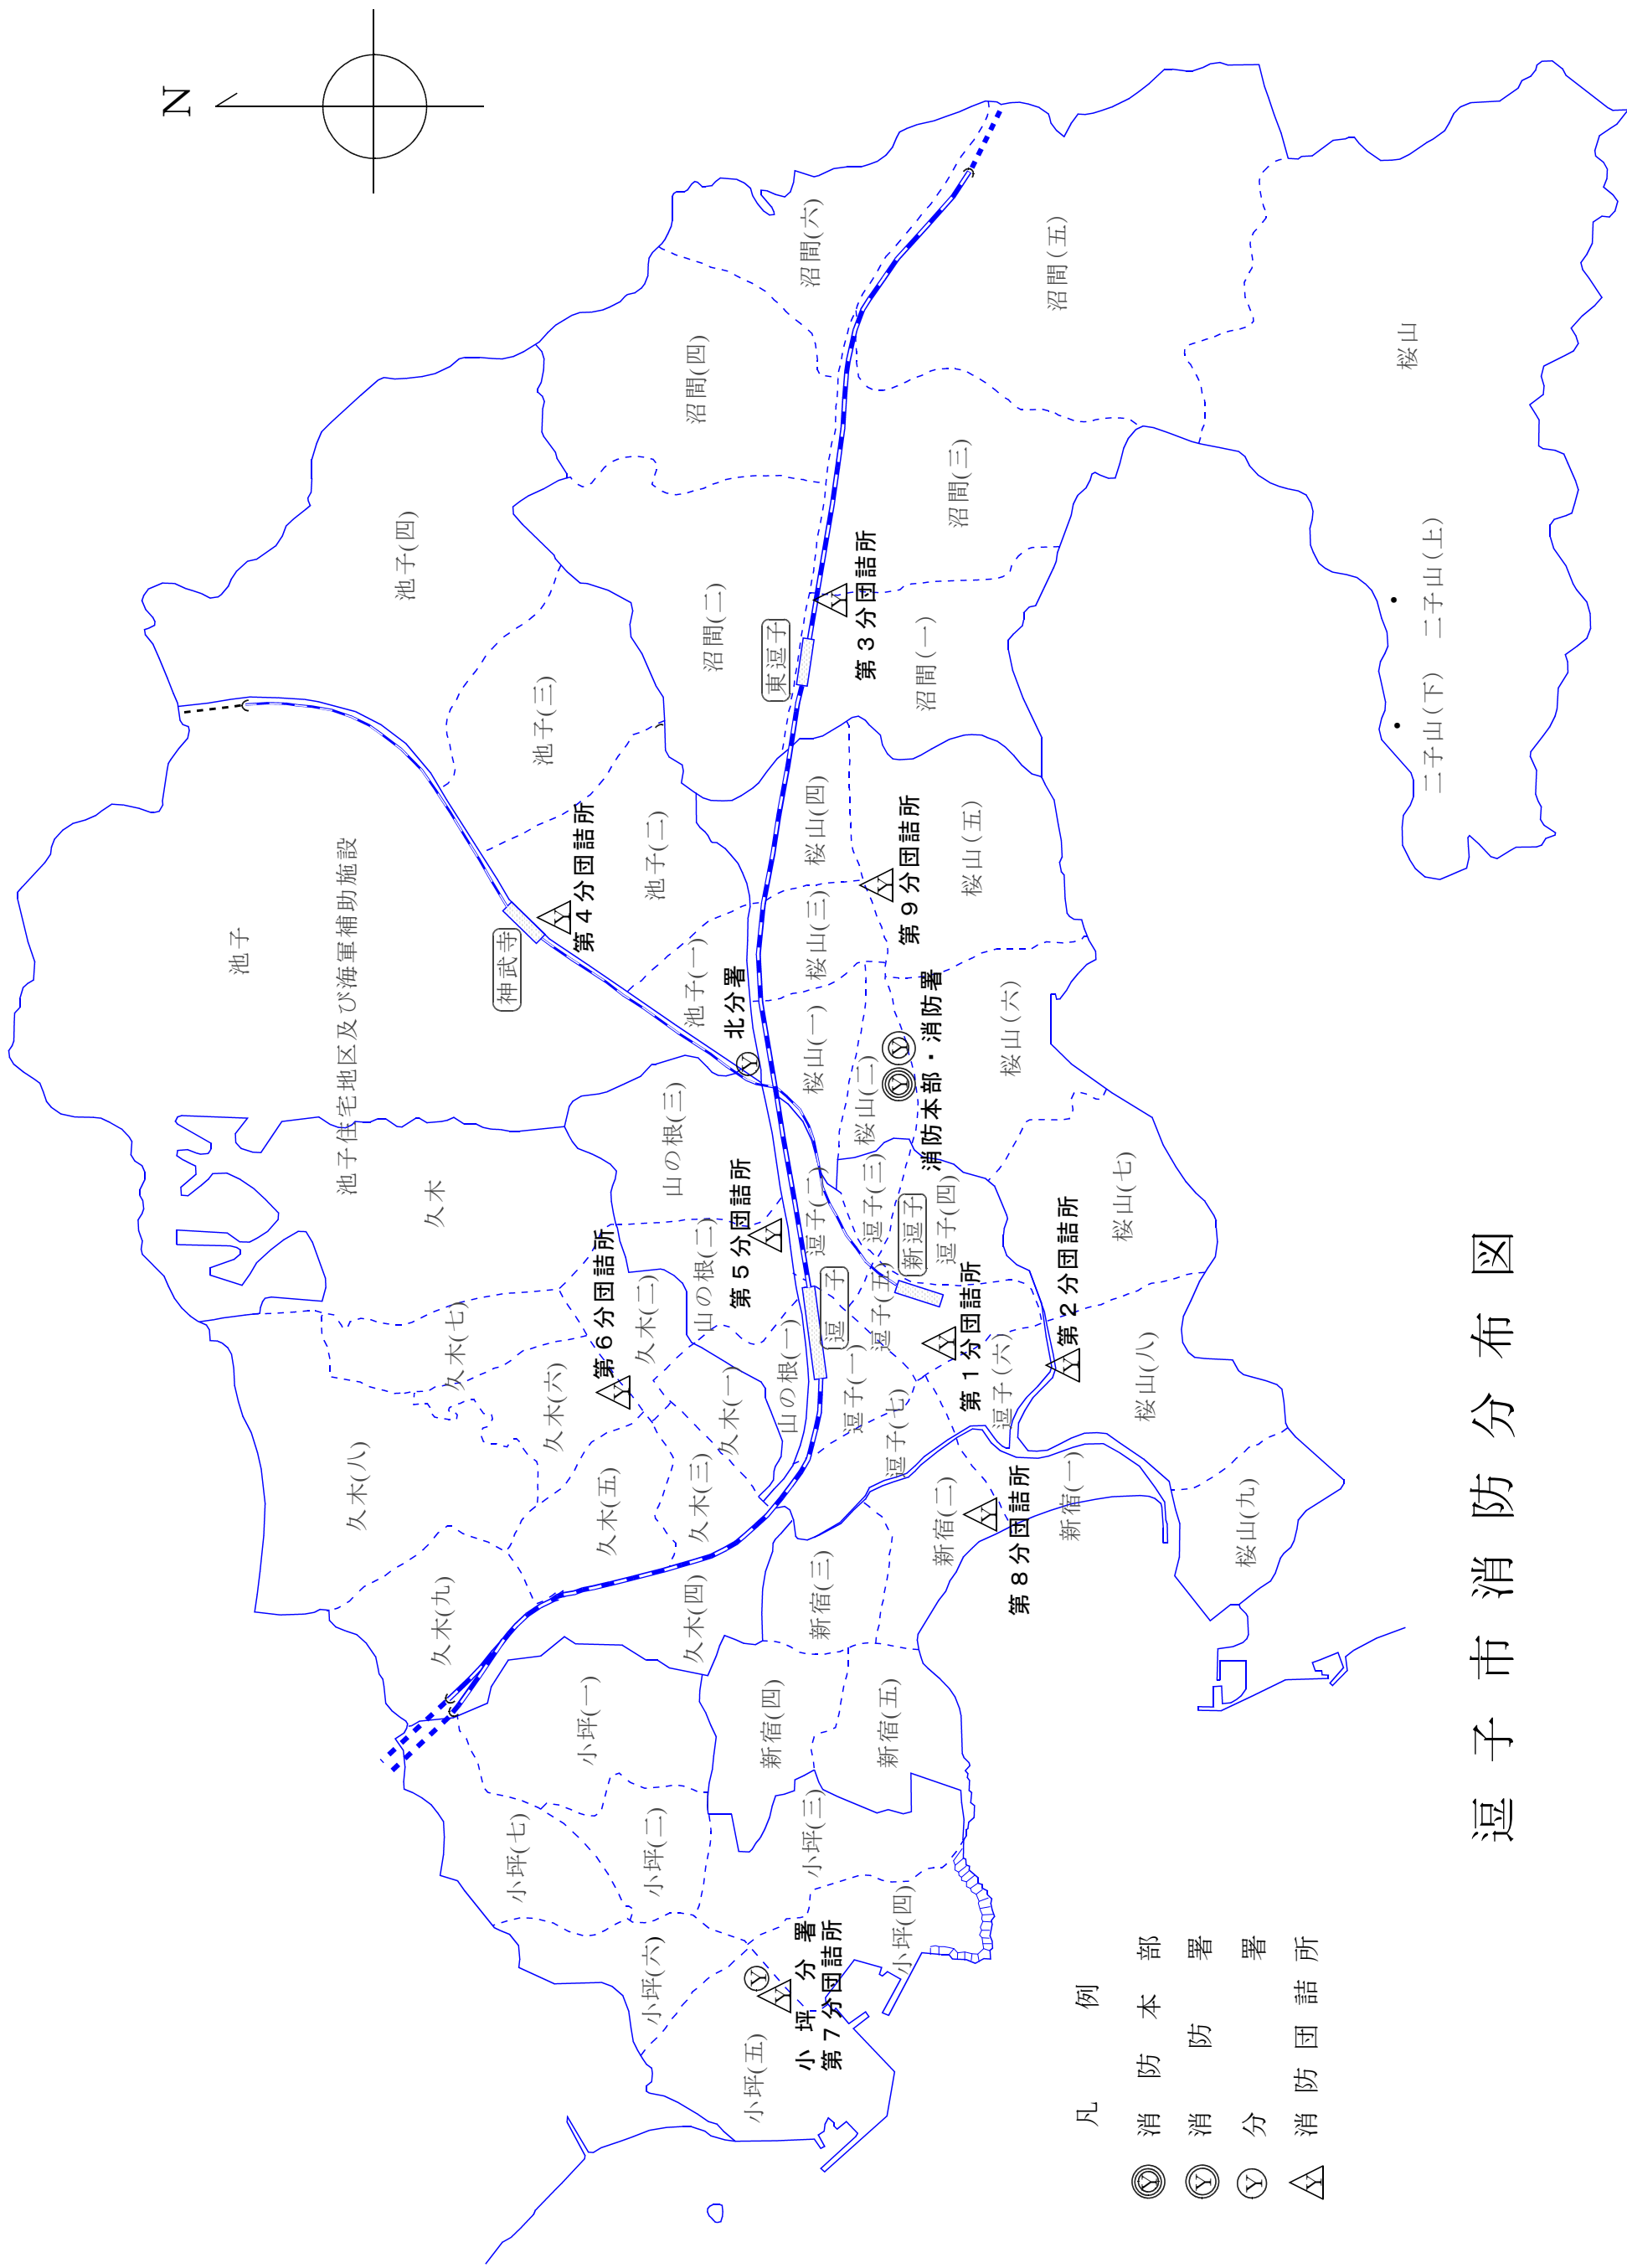 逗子市消防分布図
N
池子
池子住宅地区及び海軍補助施設
池子(四)
池子(三)
池子(二)
池子(一)
神武寺
第4分団詰所
北分署
久木
久木(七)
久木(八)
久木(六)
久木(二)
久木(五)
久木(一)
久木(三)
久木(九)
久木(四)
第6分団詰所
山の根(三)
山の根(二)
山の根(一)
第5分団詰所
沼間(六)
沼間(五)
沼間(四)
沼間(三)
沼間(二)
沼間(一)
東逗子
第3分団詰所
桜山
二子山(上)
二子山(下)
桜山(四)
桜山(三)
桜山(一)
桜山(二)
桜山(五)
桜山(六)
桜山(七)
桜山(八)
桜山(九)
第9分団詰所
消防本部・消防署
逗子(二)
逗子(三)
逗子(四)
逗子(五)
逗子(一)
逗子(六)
逗子(七)
新逗子
逗子
第1分団詰所
第2分団詰所
新宿(二)
新宿(一)
新宿(三)
新宿(四)
新宿(五)
第8分団詰所
小坪(一)
小坪(七)
小坪(二)
小坪(三)
小坪(四)
小坪(六)
小坪(五)
小坪分署
第7分団詰所
凡例
Y 消防本部
Y 消防署
Y 分署
Y 消防団詰所